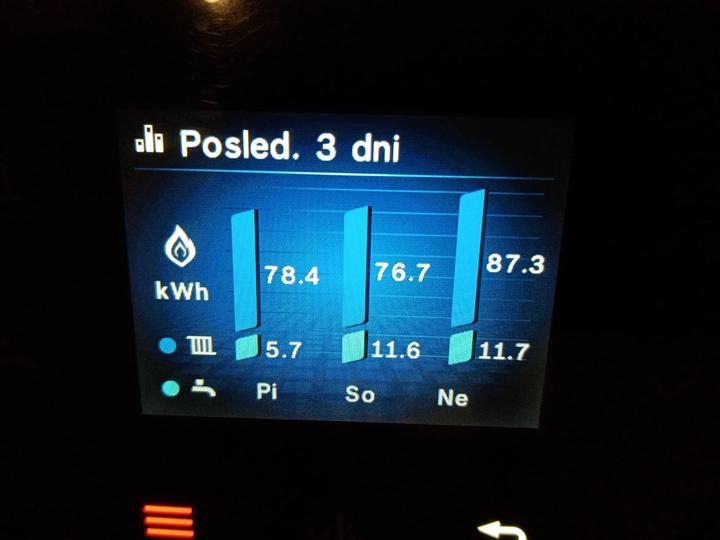 Posled. 3 dni
78.4 76.7 87.3
kWh
5.7 11.6 11.7
Pi So Ne